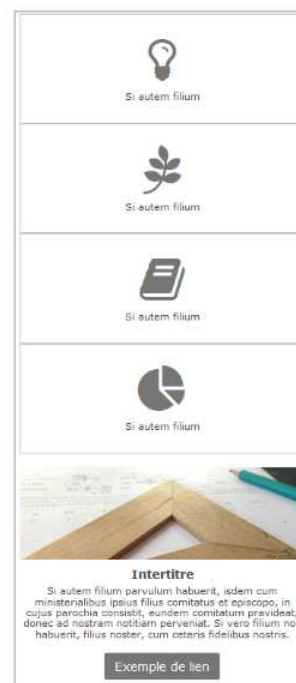 Si autem filium
Si autem filium
Si autem filium
Si autem filium
Intertitre
Si autem filium parvulum habuerit, isdem cum
ministerialibus ipsius filius comitatus et episcopo, in
cujus parochia consistit, eundem comitatum pravideat,
donec ad nostram notitiam perveniat. Si vero filium no
habuerit, filius noster, cum ceteris fidelibus nostris.
Exemple de lien